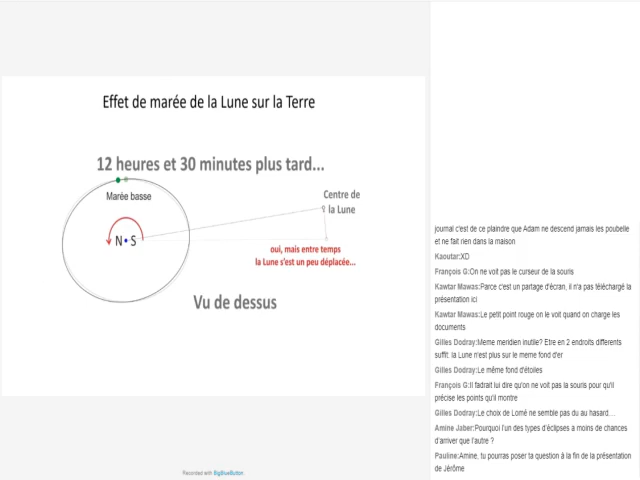 Effet de marée de la Lune sur la Terre
12 heures et 30 minutes plus tard...
Marée basse
Centre de
la Lune
N • S
oui, mais entre temps
la Lune s'est un peu déplacée...
Vu de dessus
Recorded with BigBlueButton.
journal c'est de ce plaindre que Adam ne descend jamais les poubelle
et ne fait rien dans la maison
Kaoutar:XD
François G:On ne voit pas le curseur de la souris
Kawtar Mawas:Parce c'est un partage d'écran, il n'a pas téléchargé la
présentation ici
Kawtar Mawas:Le petit point rouge on le voit quand on charge les
documents
Gilles Dodray:Meme meridien inutile? Etre en 2 endroits differents
suffit: la Lune n'est plus sur le meme fond d'er
Gilles Dodray:Le même fond d'étoiles
François G:Il fadrait lui dire qu'on ne voit pas la souris pour qu'il
précise les points qu'il montre
Gilles Dodray:Le choix de Lomé ne semble pas du au hasard....
Amine Jaber:Pourquoi l'un des types d'éclipses a moins de chances
d'arriver que l'autre ?
Pauline:Amine, tu pourras poser ta question à la fin de la présentation
de Jérôme